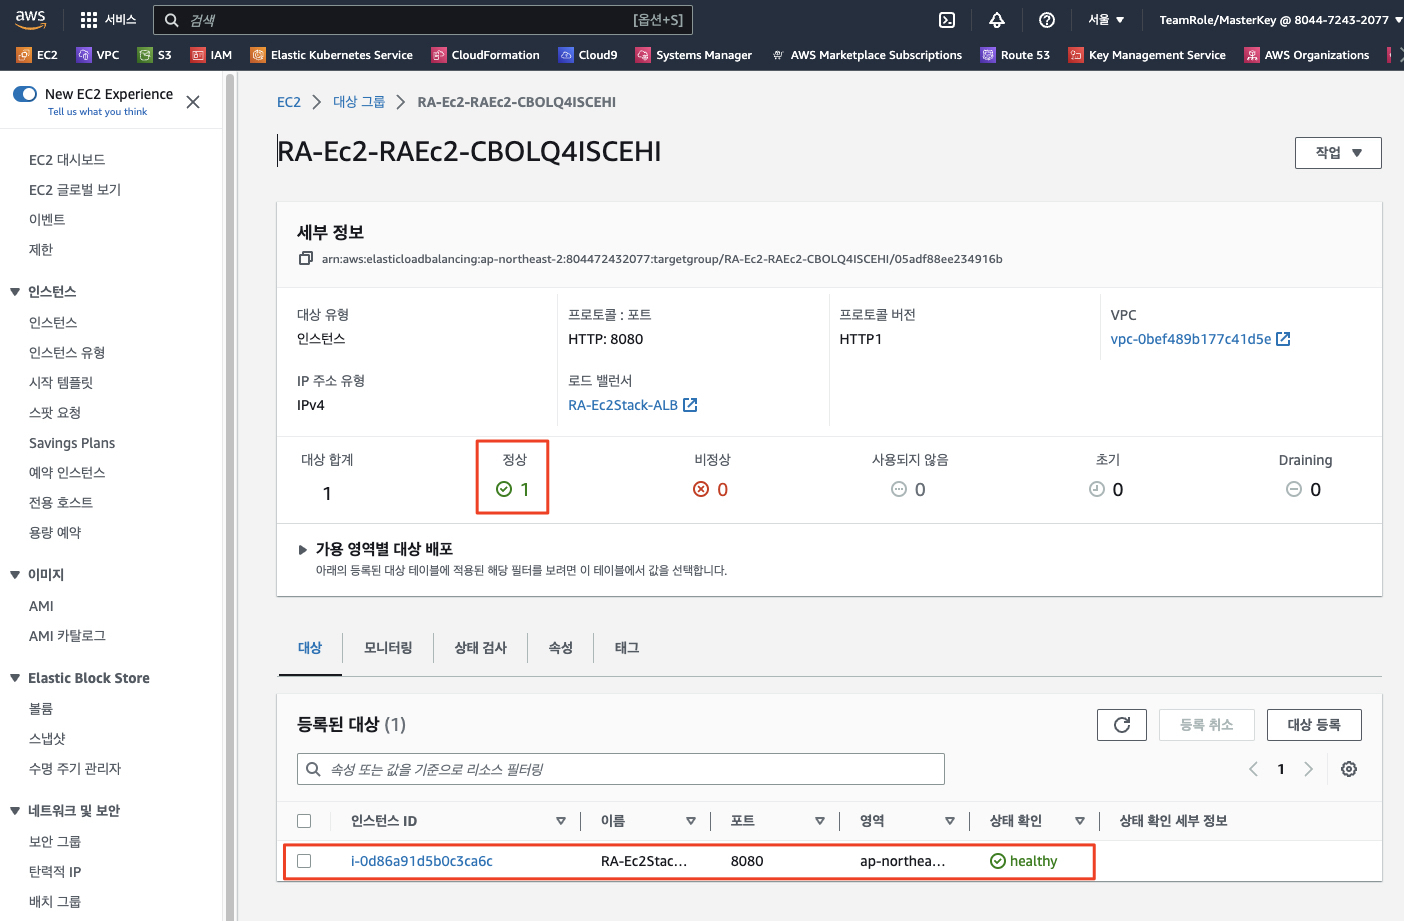 aws
서비스
검색
[옵션+S]
서울 ▼
TeamRole/MasterKey @ 8044-7243-2077 ▼
EC2
VPC
S3
IAM
Elastic Kubernetes Service
CloudFormation
Cloud9
Systems Manager
AWS Marketplace Subscriptions
Route 53
Key Management Service
AWS Organizations
New EC2 Experience
Tell us what you think
EC2 대시보드
EC2 글로벌 보기
이벤트
제한
인스턴스
인스턴스
인스턴스 유형
시작 템플릿
스팟 요청
Savings Plans
예약 인스턴스
전용 호스트
용량 예약
이미지
AMI
AMI 카탈로그
Elastic Block Store
볼륨
스냅샷
수명 주기 관리자
네트워크 및 보안
보안 그룹
탄력적 IP
배치 그룹
EC2 > 대상 그룹 > RA-Ec2-RAEc2-CBOLQ4ISCEHI
RA-Ec2-RAEc2-CBOLQ4ISCEHI
작업 ▼
세부 정보
arn:aws:elasticloadbalancing:ap-northeast-2:804472432077:targetgroup/RA-Ec2-RAEc2-CBOLQ4ISCEHI/05adf88ee234916b
대상 유형
인스턴스
프로토콜 : 포트
HTTP: 8080
프로토콜 버전
HTTP1
VPC
vpc-0bef489b177c41d5e
IP 주소 유형
IPv4
로드 밸런서
RA-Ec2Stack-ALB
대상 합계
1
정상
1
비정상
0
사용되지 않음
0
초기
0
Draining
0
가용 영역별 대상 배포
아래의 등록된 대상 테이블에 적용된 해당 필터를 보려면 이 테이블에서 값을 선택합니다.
대상
모니터링
상태 검사
속성
태그
등록된 대상 (1)
등록 취소
대상 등록
속성 또는 값을 기준으로 리소스 필터링
1
인스턴스 ID
이름
포트
영역
상태 확인
상태 확인 세부 정보
i-0d86a91d5b0c3ca6c
RA-Ec2Stac...
8080
ap-northea...
healthy